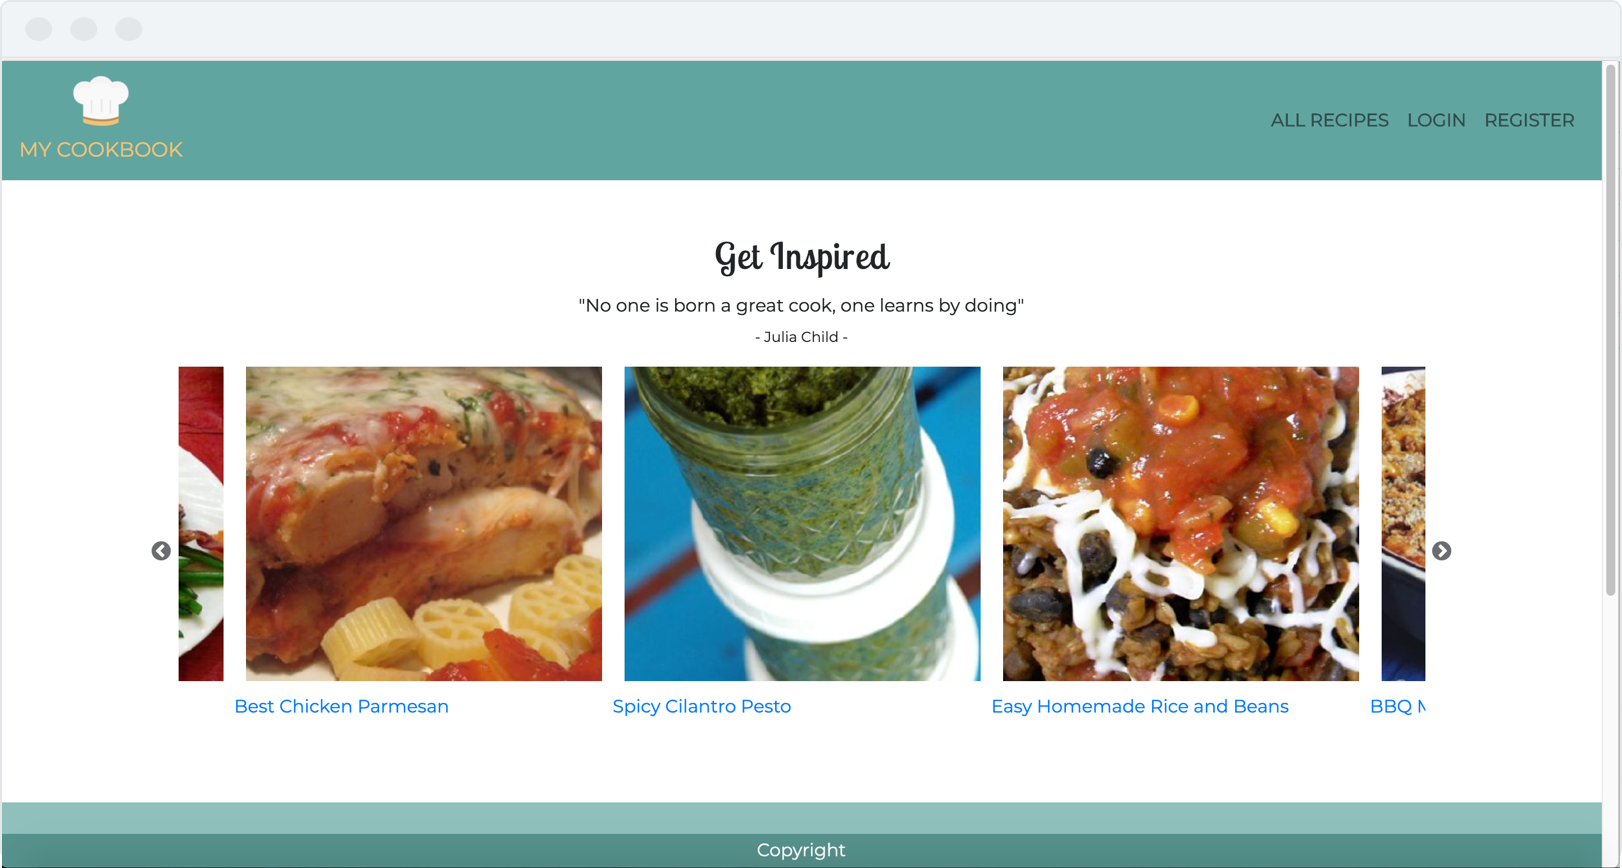 MY COOKBOOK
ALL RECIPES LOGIN REGISTER
Get Inspired
"No one is born a great cook, one learns by doing"
- Julia Child -
Best Chicken Parmesan
Spicy Cilantro Pesto
Easy Homemade Rice and Beans
BBQ
Copyright